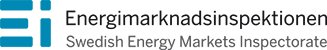 Energimarknadsinspektionen
Swedish Energy Markets Inspectorate